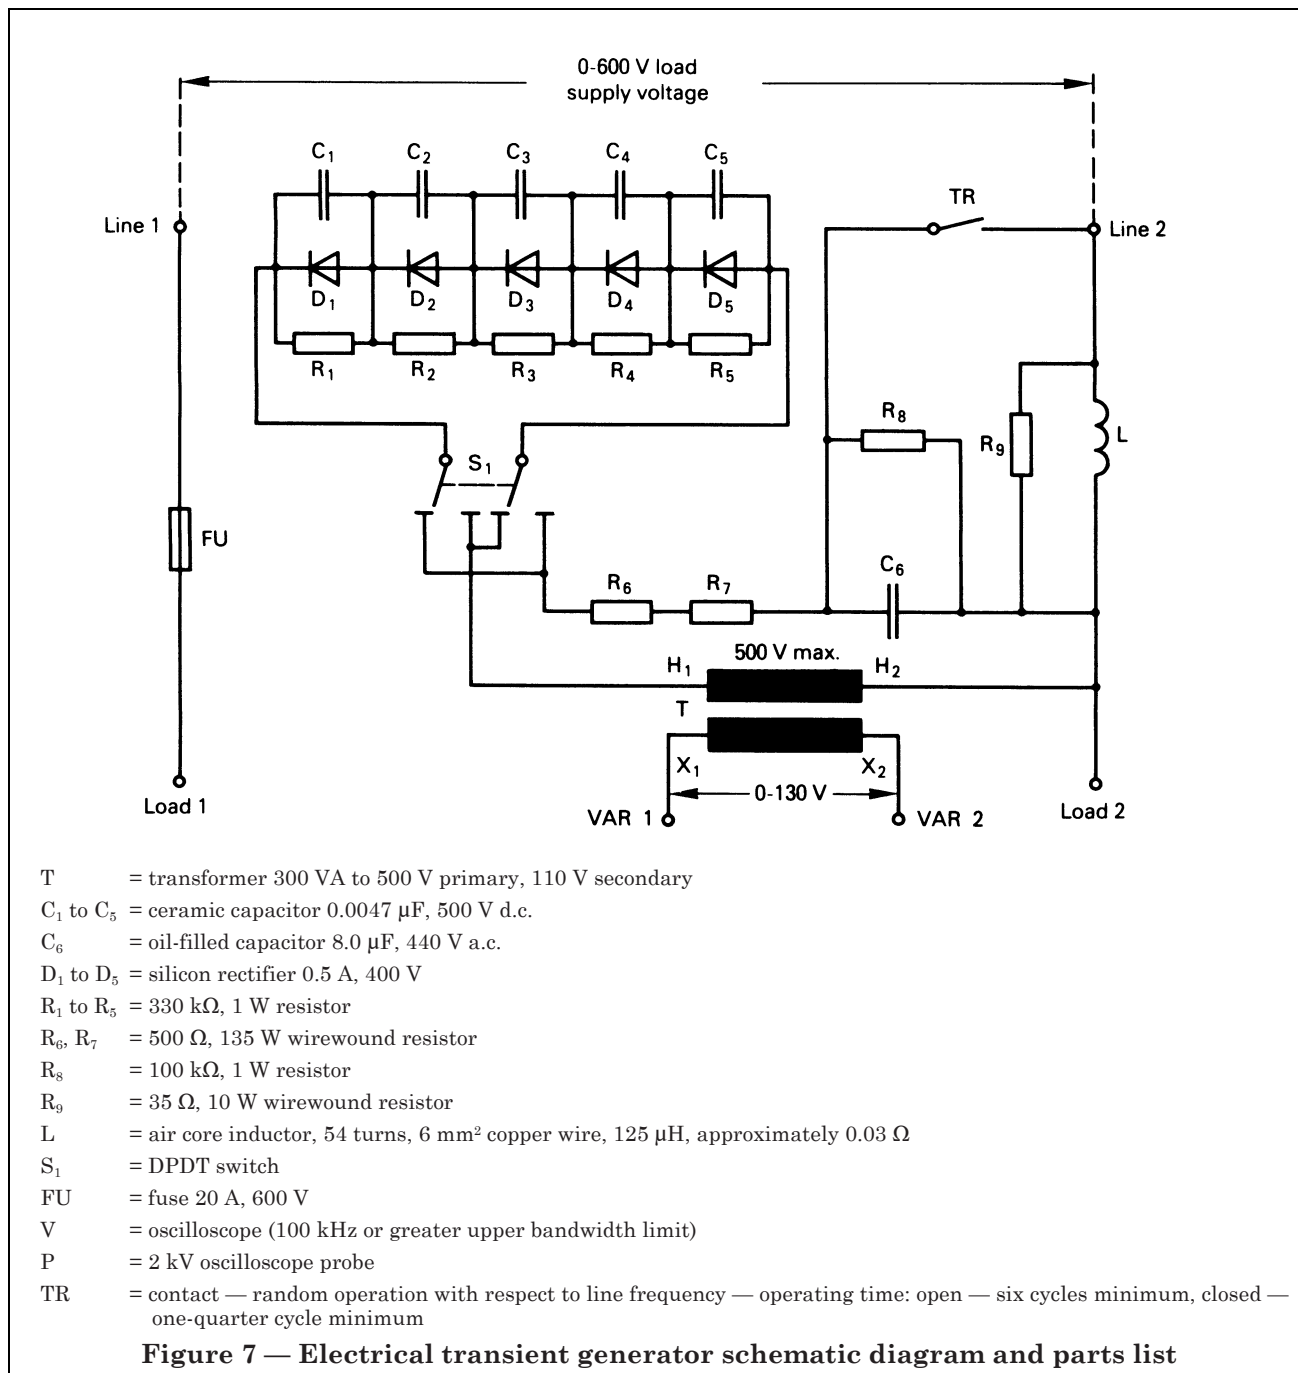 0-600 V load
supply voltage
C₁ C₂ C₃ C₄ C₅
TR
Line 1
Line 2
D₁ D₂ D₃ D₄ D₅
R₁ R₂ R₃ R₄ R₅
R₈
R₉
L
S₁
FU
C₆
R₆ R₇
500 V max.
H₁ H₂
T
X₁ X₂
0-130 V
Load 1
VAR 1
VAR 2
Load 2
T = transformer 300 VA to 500 V primary, 110 V secondary
C₁ to C₅ = ceramic capacitor 0.0047 μF, 500 V d.c.
C₆ = oil-filled capacitor 8.0 μF, 440 V a.c.
D₁ to D₅ = silicon rectifier 0.5 A, 400 V
R₁ to R₅ = 330 kΩ, 1 W resistor
R₆, R₇ = 500 Ω, 135 W wirewound resistor
R₈ = 100 kΩ, 1 W resistor
R₉ = 35 Ω, 10 W wirewound resistor
L = air core inductor, 54 turns, 6 mm² copper wire, 125 μH, approximately 0.03 Ω
S₁ = DPDT switch
FU = fuse 20 A, 600 V
V = oscilloscope (100 kHz or greater upper bandwidth limit)
P = 2 kV oscilloscope probe
TR = contact — random operation with respect to line frequency — operating time: open — six cycles minimum, closed —
one-quarter cycle minimum
Figure 7 — Electrical transient generator schematic diagram and parts list